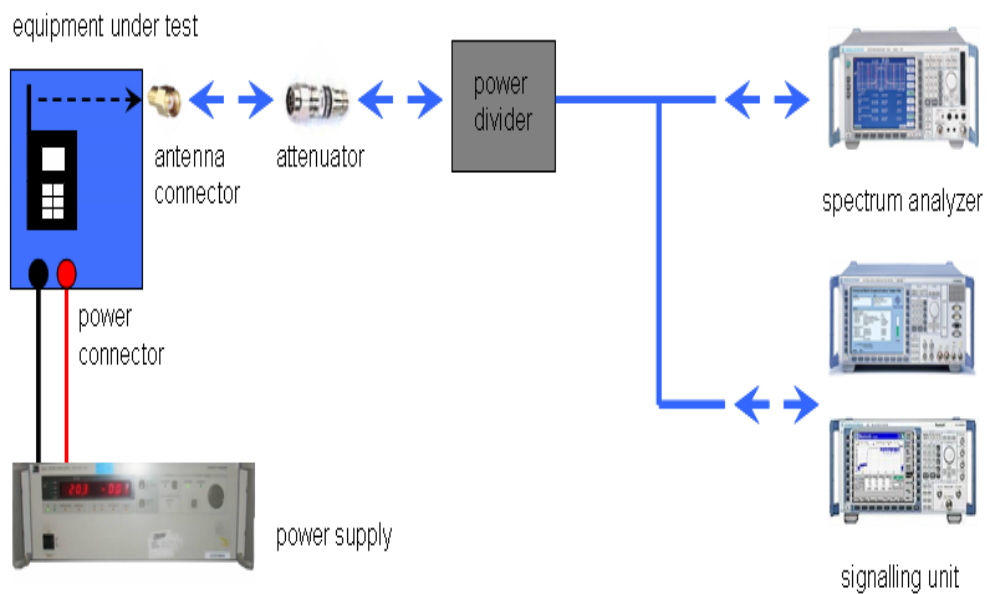 equipment under test
power
divider
antenna
connector
attenuator
spectrum analyzer
power
connector
power supply
signalling unit